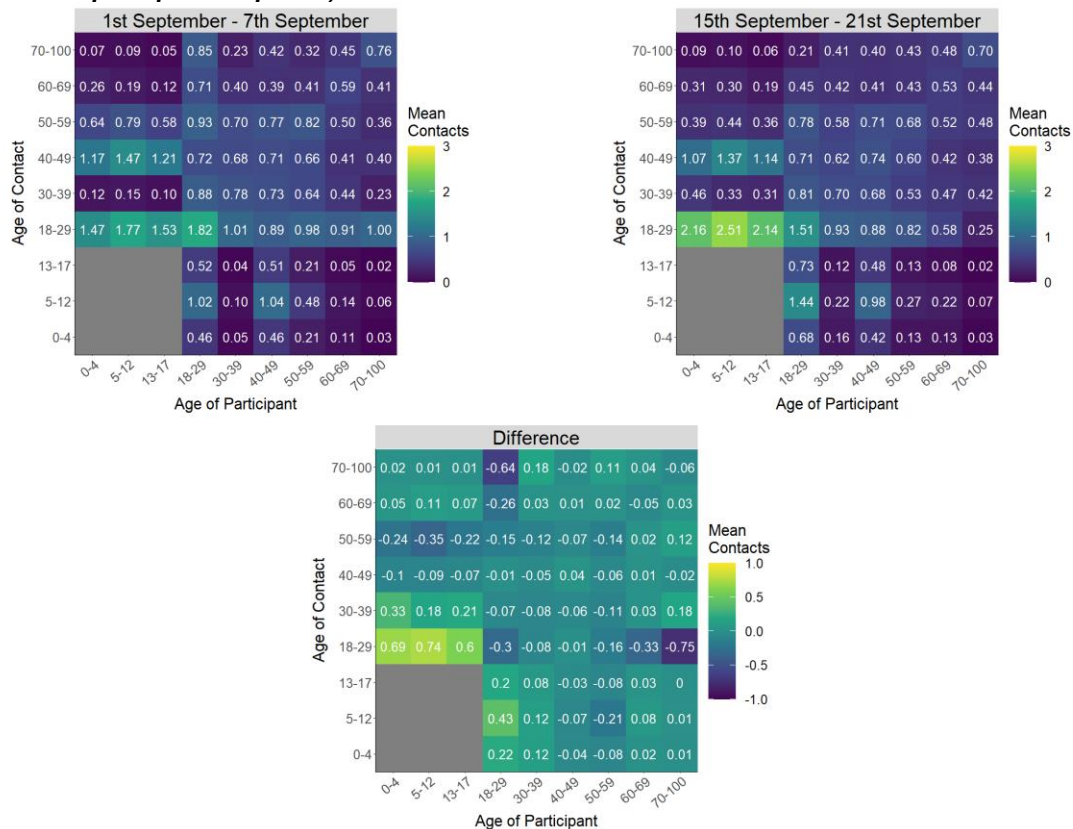 1st September - 7th September
70-100 0.07 0.09 0.05 0.85 0.23 0.42 0.32 0.45 0.76
60-69 0.26 0.19 0.12 0.71 0.40 0.39 0.41 0.59 0.41
50-59 0.64 0.79 0.58 0.93 0.70 0.77 0.82 0.50 0.36
40-49 1.17 1.47 1.21 0.72 0.68 0.71 0.66 0.41 0.40
30-39 0.12 0.15 0.10 0.88 0.78 0.73 0.64 0.44 0.23
18-29 1.47 1.77 1.53 1.82 1.01 0.89 0.98 0.91 1.00
13-17 0.52 0.04 0.51 0.21 0.05 0.02
5-12 1.02 0.10 1.04 0.48 0.14 0.06
0-4 0.46 0.05 0.46 0.21 0.11 0.03
0-4 5-12 13-17 18-29 30-39 40-49 50-59 60-69 70-100
Age of Participant
Age of Contact
Mean
Contacts
3
2
1
0
15th September - 21st September
70-100 0.09 0.10 0.06 0.21 0.41 0.40 0.43 0.48 0.70
60-69 0.31 0.30 0.19 0.45 0.42 0.41 0.43 0.53 0.44
50-59 0.39 0.44 0.36 0.78 0.58 0.71 0.68 0.52 0.48
40-49 1.07 1.37 1.14 0.71 0.62 0.74 0.60 0.42 0.38
30-39 0.46 0.33 0.31 0.81 0.70 0.68 0.53 0.47 0.42
18-29 2.16 2.51 2.14 1.51 0.93 0.88 0.82 0.58 0.25
13-17 0.73 0.12 0.48 0.13 0.08 0.02
5-12 1.44 0.22 0.98 0.27 0.22 0.07
0-4 0.68 0.16 0.42 0.13 0.13 0.03
0-4 5-12 13-17 18-29 30-39 40-49 50-59 60-69 70-100
Age of Participant
Age of Contact
Mean
Contacts
3
2
1
0
Difference
70-100 0.02 0.01 0.01 -0.64 0.18 -0.02 0.11 0.04 -0.06
60-69 0.05 0.11 0.07 -0.26 0.03 0.01 0.02 -0.05 0.03
50-59 -0.24 -0.35 -0.22 -0.15 -0.12 -0.07 -0.14 0.02 0.12
40-49 -0.1 -0.09 -0.07 -0.01 -0.05 0.04 -0.06 0.01 -0.02
30-39 0.33 0.18 0.21 -0.07 -0.08 -0.06 -0.11 0.03 0.18
18-29 0.69 0.74 0.6 -0.3 -0.08 -0.01 -0.16 -0.33 -0.75
13-17 0.2 0.08 -0.03 -0.08 0.03 0
5-12 0.43 0.12 -0.07 -0.21 0.08 0.01
0-4 0.22 0.12 -0.04 -0.08 0.02 0.01
0-4 5-12 13-17 18-29 30-39 40-49 50-59 60-69 70-100
Age of Participant
Age of Contact
Mean
Contacts
1.0
0.5
0.0
-0.5
-1.0